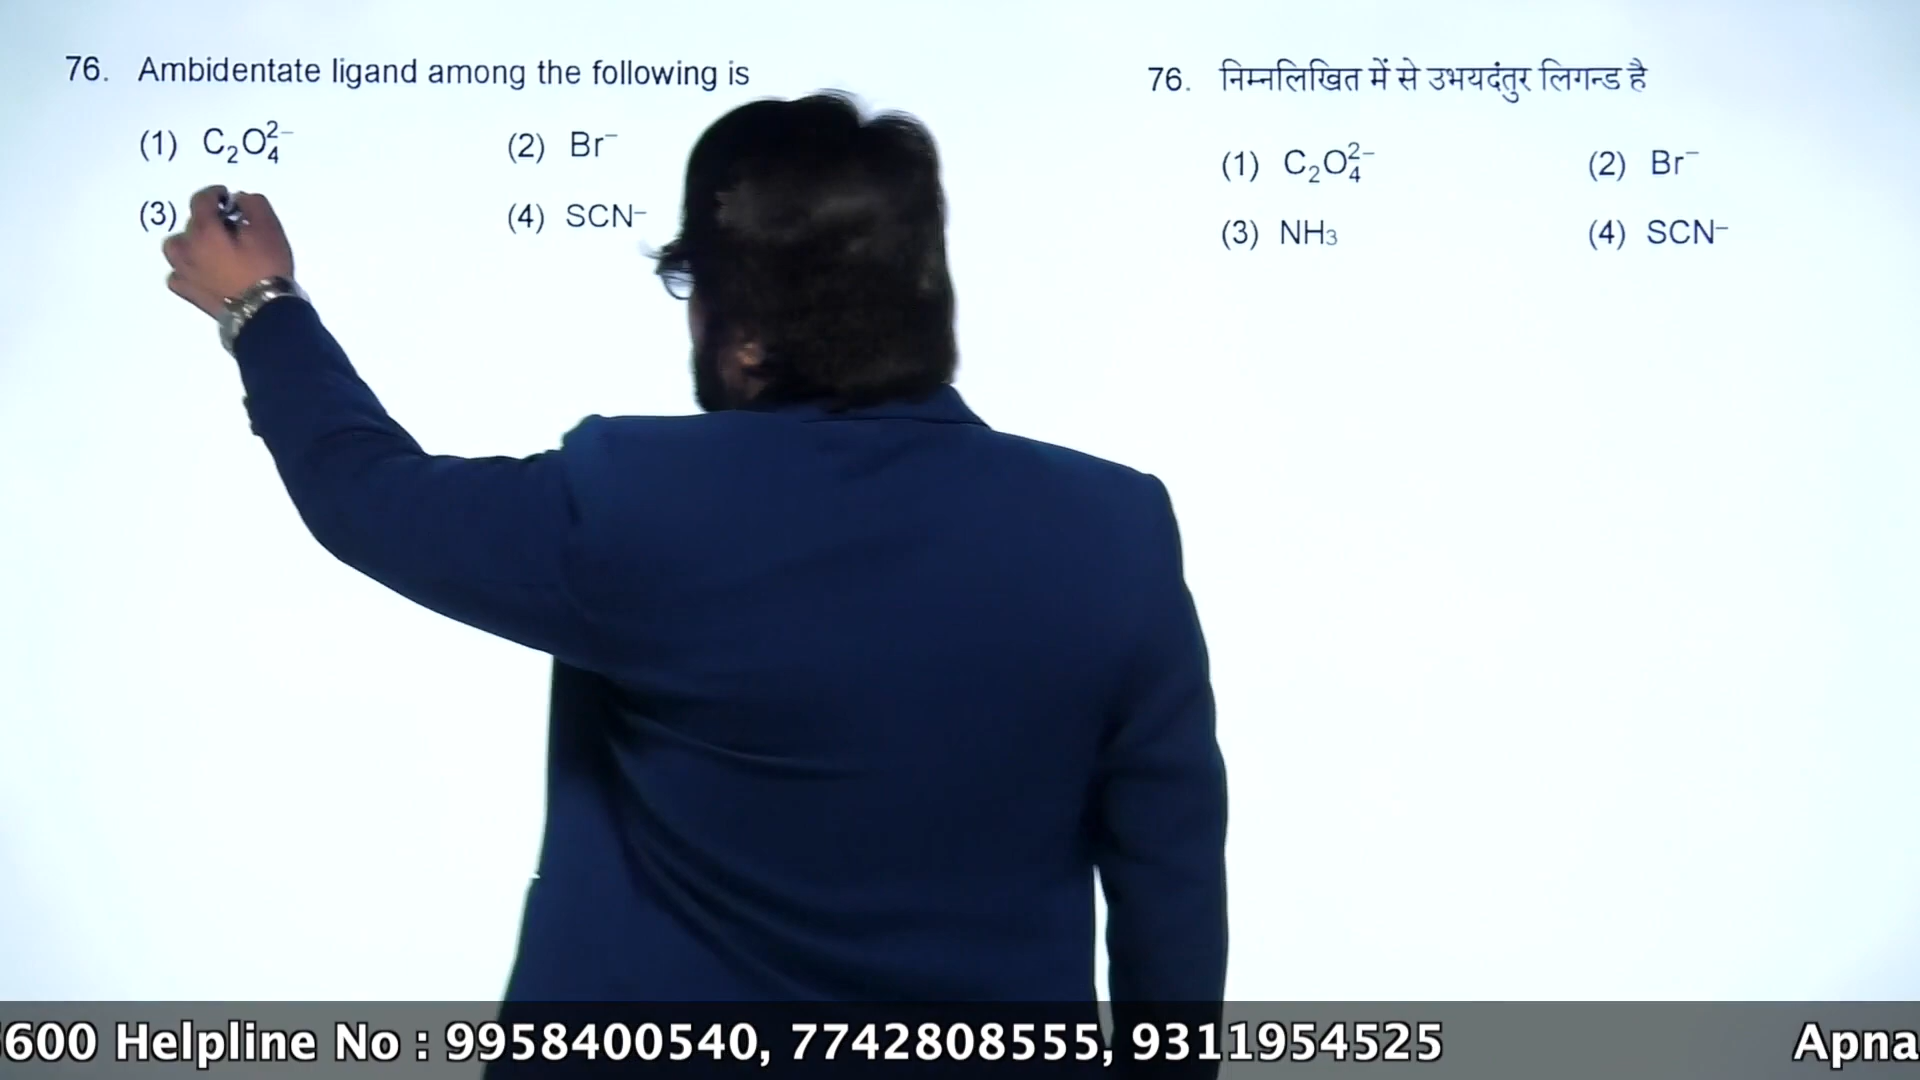 76. Ambidentate ligand among the following is
(1) C₂O₄²⁻ (2) Br⁻
(3) (4) SCN⁻
76. निम्नलिखित में से उभयदंतुर लिगन्ड है
(1) C₂O₄²⁻ (2) Br⁻
(3) NH₃ (4) SCN⁻
600 Helpline No : 9958400540, 7742808555, 9311954525 Apna